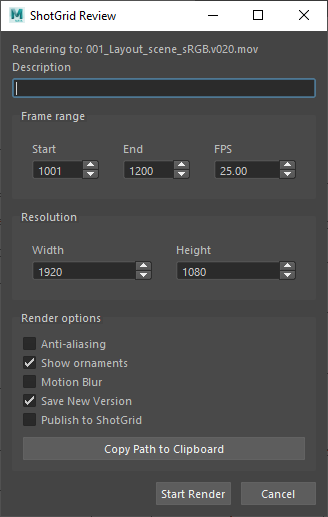 ShotGrid Review
Rendering to: 001_Layout_scene_sRGB.v020.mov
Description
Frame range
Start End FPS
1001 1200 25.00
Resolution
Width Height
1920 1080
Render options
Anti-aliasing
Show ornaments
Motion Blur
Save New Version
Publish to ShotGrid
Copy Path to Clipboard
Start Render Cancel